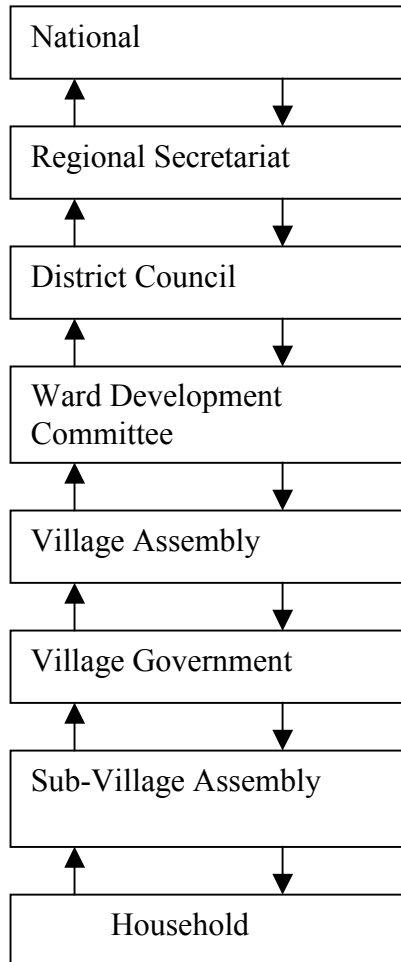 National
Regional Secretariat
District Council
Ward Development
Committee
Village Assembly
Village Government
Sub-Village Assembly
Household